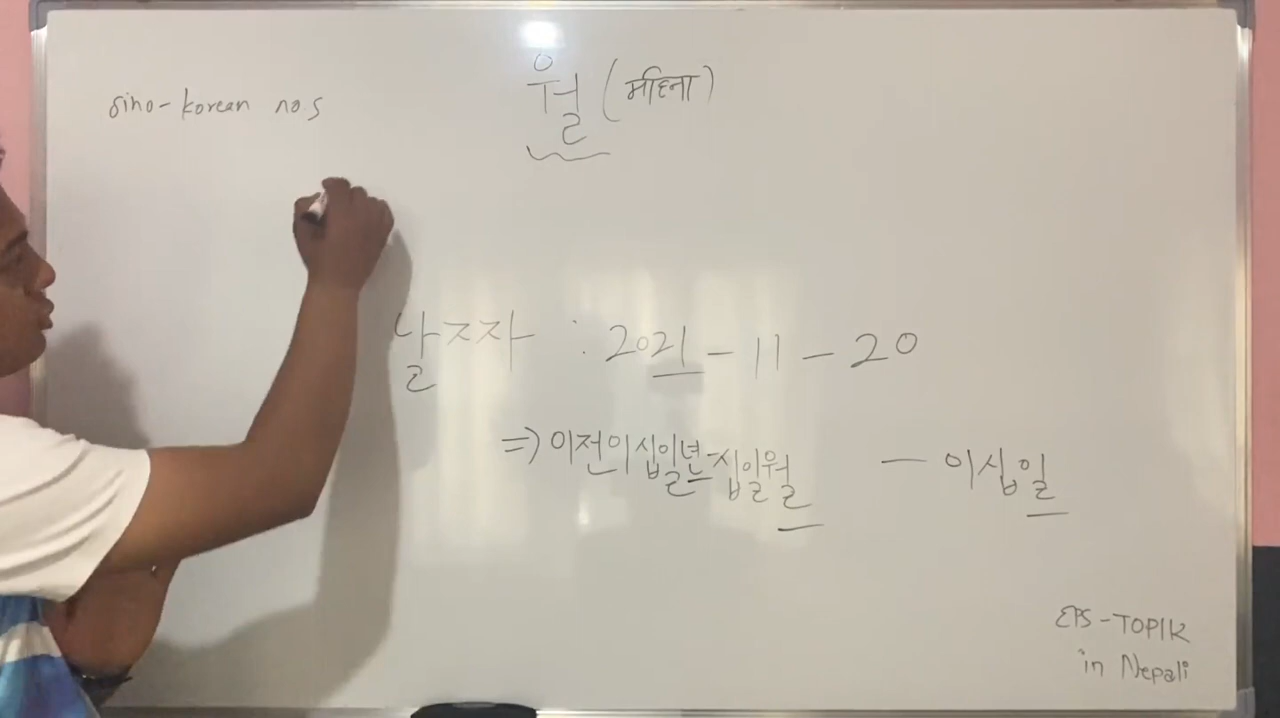 월 (महिना)
sino-korean no.s
날짜 : 2021 - 11 - 20
⇒ 이전이십일년-십일월 - 이십일
EPS-TOPIK
in Nepali